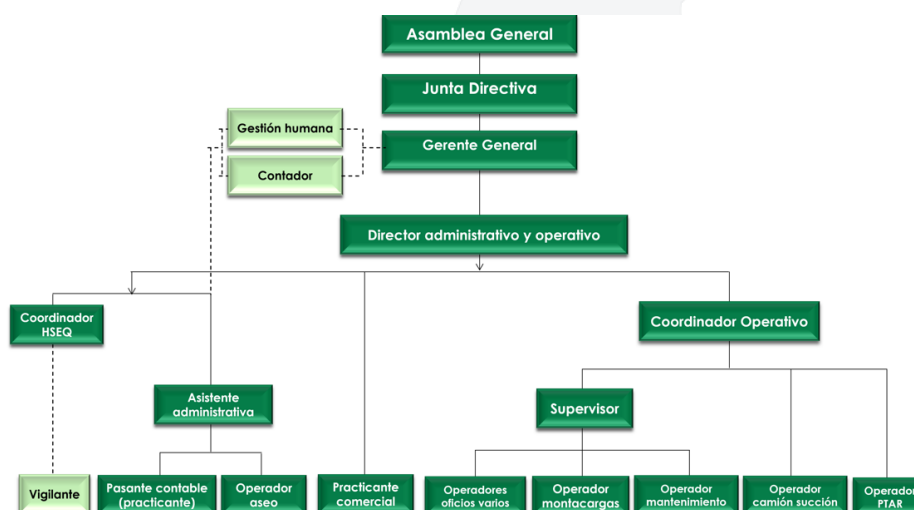 Asamblea General
Junta Directiva
Gestión humana
Gerente General
Contador
Director administrativo y operativo
Coordinador
HSEQ
Coordinador Operativo
Asistente
administrativa
Supervisor
Vigilante
Pasante contable
(practicante)
Operador
aseo
Practicante
comercial
Operadores
oficios varios
Operador
montacargas
Operador
mantenimiento
Operador
camión succión
Operador
PTAR